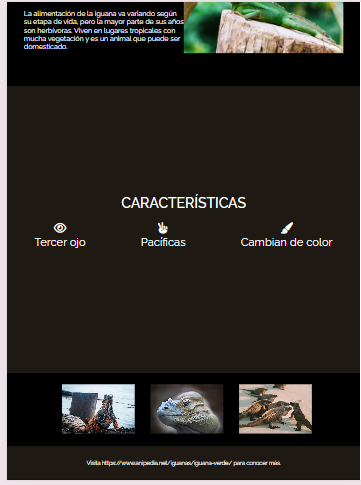 La alimentación de la iguana va variando según
su etapa de vida, pero la mayor parte de sus años
son herbívoras. Viven en lugares tropicales con
mucha vegetación y es un animal que puede ser
domesticado.
CARACTERÍSTICAS
Tercer ojo
Pacíficas
Cambian de color
Visita https://www.anipedia.net/iguanas/iguana-verde/ para conocer más.